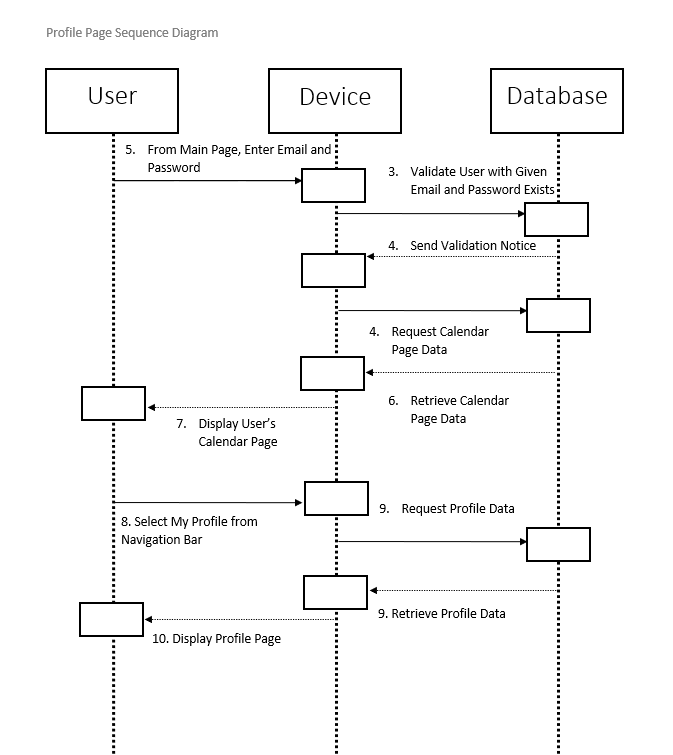 Profile Page Sequence Diagram
User
Device
Database
5. From Main Page, Enter Email and
Password
3. Validate User with Given
Email and Password Exists
4. Send Validation Notice
4. Request Calendar
Page Data
6. Retrieve Calendar
Page Data
7. Display User’s
Calendar Page
8. Select My Profile from
Navigation Bar
9. Request Profile Data
9. Retrieve Profile Data
10. Display Profile Page